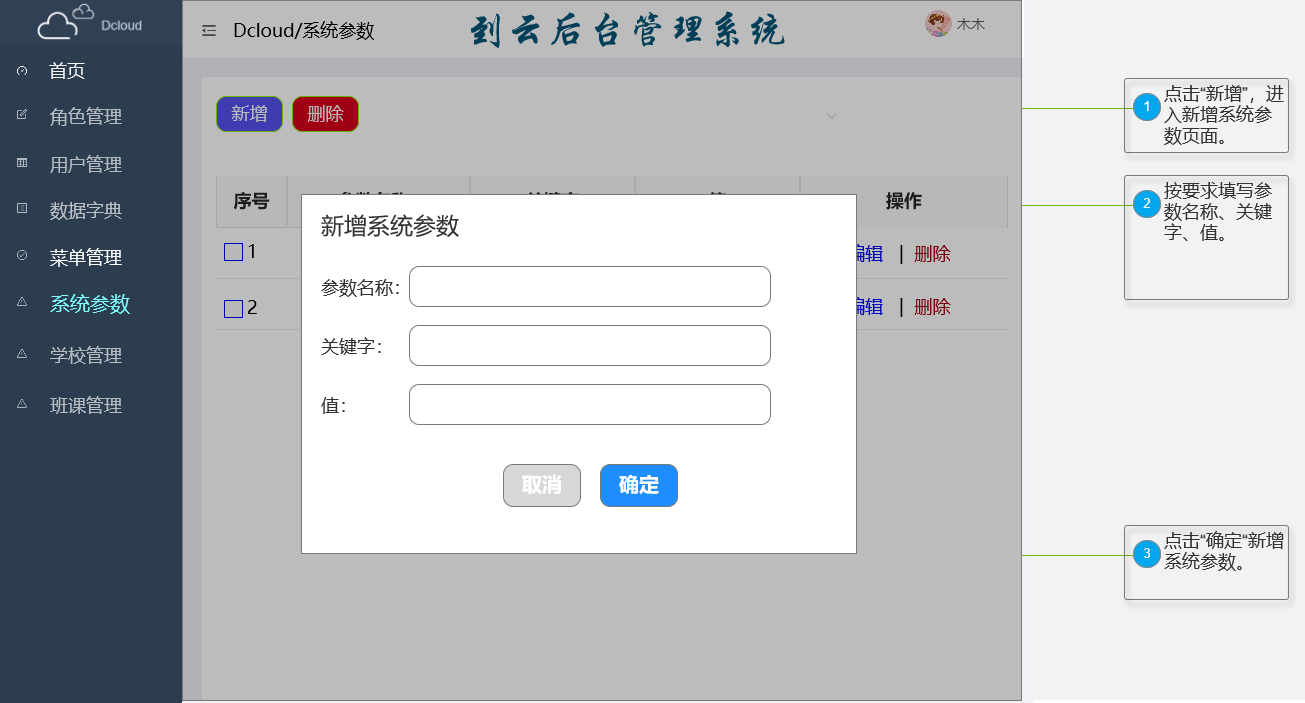 Dcloud
首页
角色管理
用户管理
数据字典
菜单管理
系统参数
学校管理
班课管理
Dcloud/系统参数
到云后台管理系统
木木
新增
删除
序号
操作
1
编辑 | 删除
2
编辑 | 删除
新增系统参数
参数名称：
关键字：
值：
取消
确定
1
点击“新增”，进
入新增系统参
数页面。
2
按要求填写参
数名称、关键
字、值。
3
点击“确定“新增
系统参数。